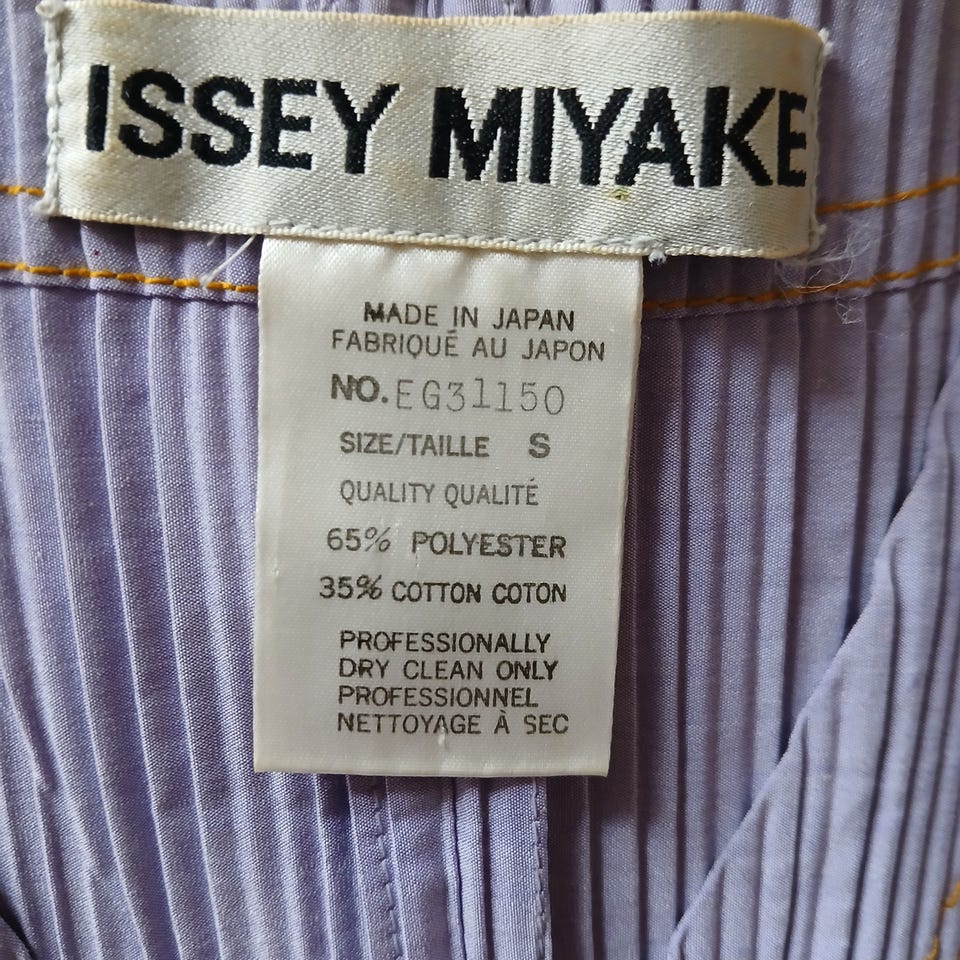 ISSEY MIYAKE
MADE IN JAPAN
FABRIQUÉ AU JAPON
NO. EG31150
SIZE/TAILLE S
QUALITY QUALITÉ
65% POLYESTER
35% COTTON COTON
PROFESSIONALLY
DRY CLEAN ONLY
PROFESSIONNEL
NETTOYAGE À SEC